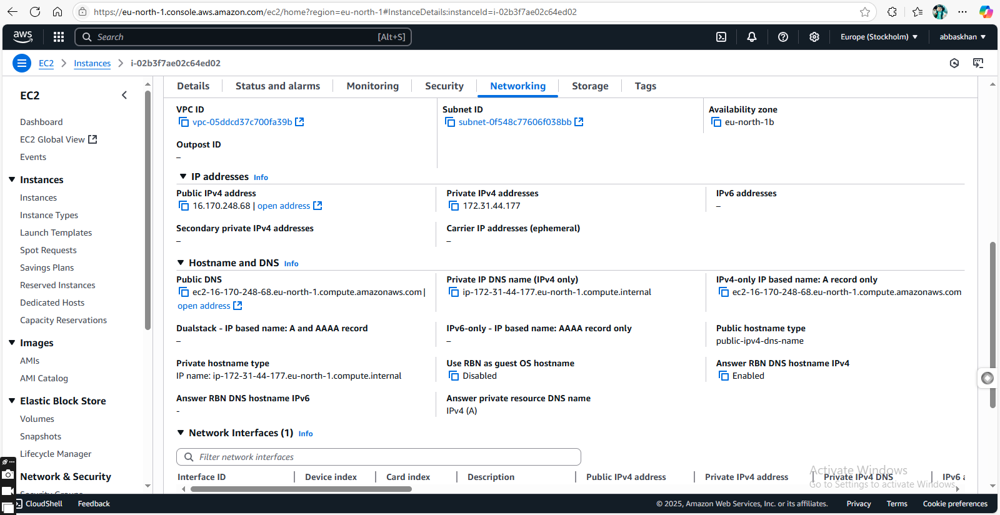 https://eu-north-1.console.aws.amazon.com/ec2/home?region=eu-north-1#InstanceDetails:instanceId=i-02b3f7ae02c64ed02
aws
Search [Alt+S]
Europe (Stockholm)
abbaskhan
EC2 > Instances > i-02b3f7ae02c64ed02
EC2
Dashboard
EC2 Global View
Events
Instances
Instances
Instance Types
Launch Templates
Spot Requests
Savings Plans
Reserved Instances
Dedicated Hosts
Capacity Reservations
Images
AMIs
AMI Catalog
Elastic Block Store
Volumes
Snapshots
Lifecycle Manager
Network & Security
Security Groups
Details Status and alarms Monitoring Security Networking Storage Tags
VPC ID
vpc-05ddcd37c700fa39b
Subnet ID
subnet-0f548c77606f038bb
Availability zone
eu-north-1b
Outpost ID
–
IP addresses Info
Public IPv4 address
16.170.248.68 | open address
Private IPv4 addresses
172.31.44.177
IPv6 addresses
–
Secondary private IPv4 addresses
–
Carrier IP addresses (ephemeral)
–
Hostname and DNS Info
Public DNS
ec2-16-170-248-68.eu-north-1.compute.amazonaws.com |
open address
Private IP DNS name (IPv4 only)
ip-172-31-44-177.eu-north-1.compute.internal
IPv4-only IP based name: A record only
ec2-16-170-248-68.eu-north-1.compute.amazonaws.com
Dualstack - IP based name: A and AAAA record
–
IPv6-only - IP based name: AAAA record only
–
Public hostname type
public-ipv4-dns-name
Private hostname type
IP name: ip-172-31-44-177.eu-north-1.compute.internal
Use RBN as guest OS hostname
Disabled
Answer RBN DNS hostname IPv4
Enabled
Answer RBN DNS hostname IPv6
-
Answer private resource DNS name
IPv4 (A)
Network Interfaces (1) Info
Filter network interfaces
Interface ID Device index Card index Description Public IPv4 address Private IPv4 address Private IPv4 DNS IPv6 a
Activate Windows
Go to Settings to activate Windows.
CloudShell Feedback
© 2025, Amazon Web Services, Inc. or its affiliates. Privacy Terms Cookie preferences